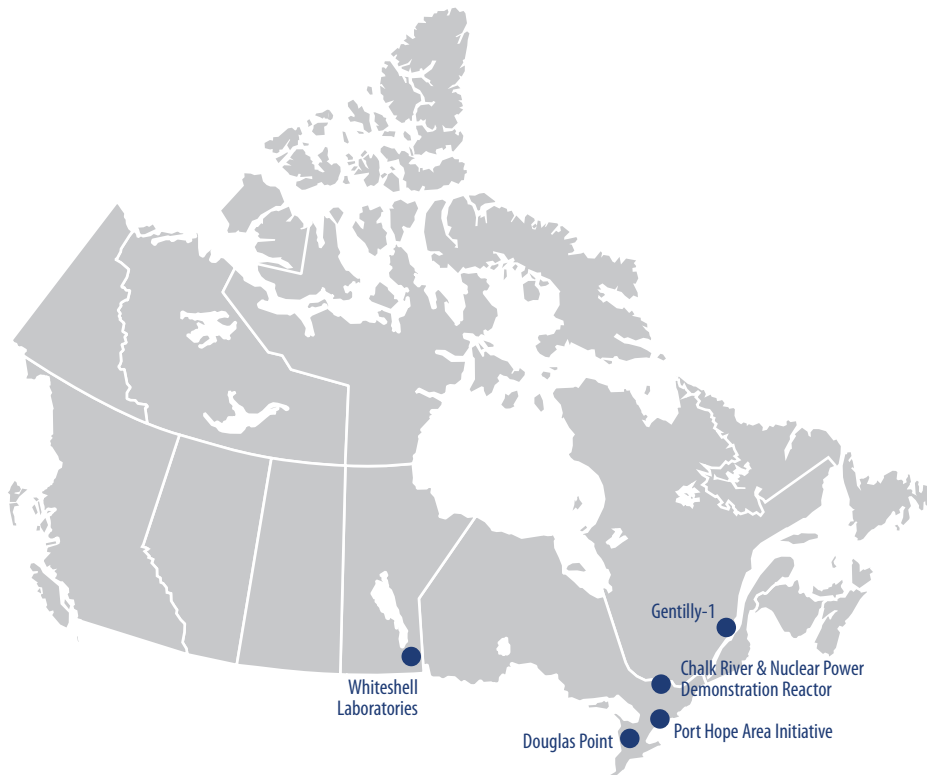 Gentilly-1
Chalk River & Nuclear Power
Demonstration Reactor
Whiteshell
Laboratories
Port Hope Area Initiative
Douglas Point